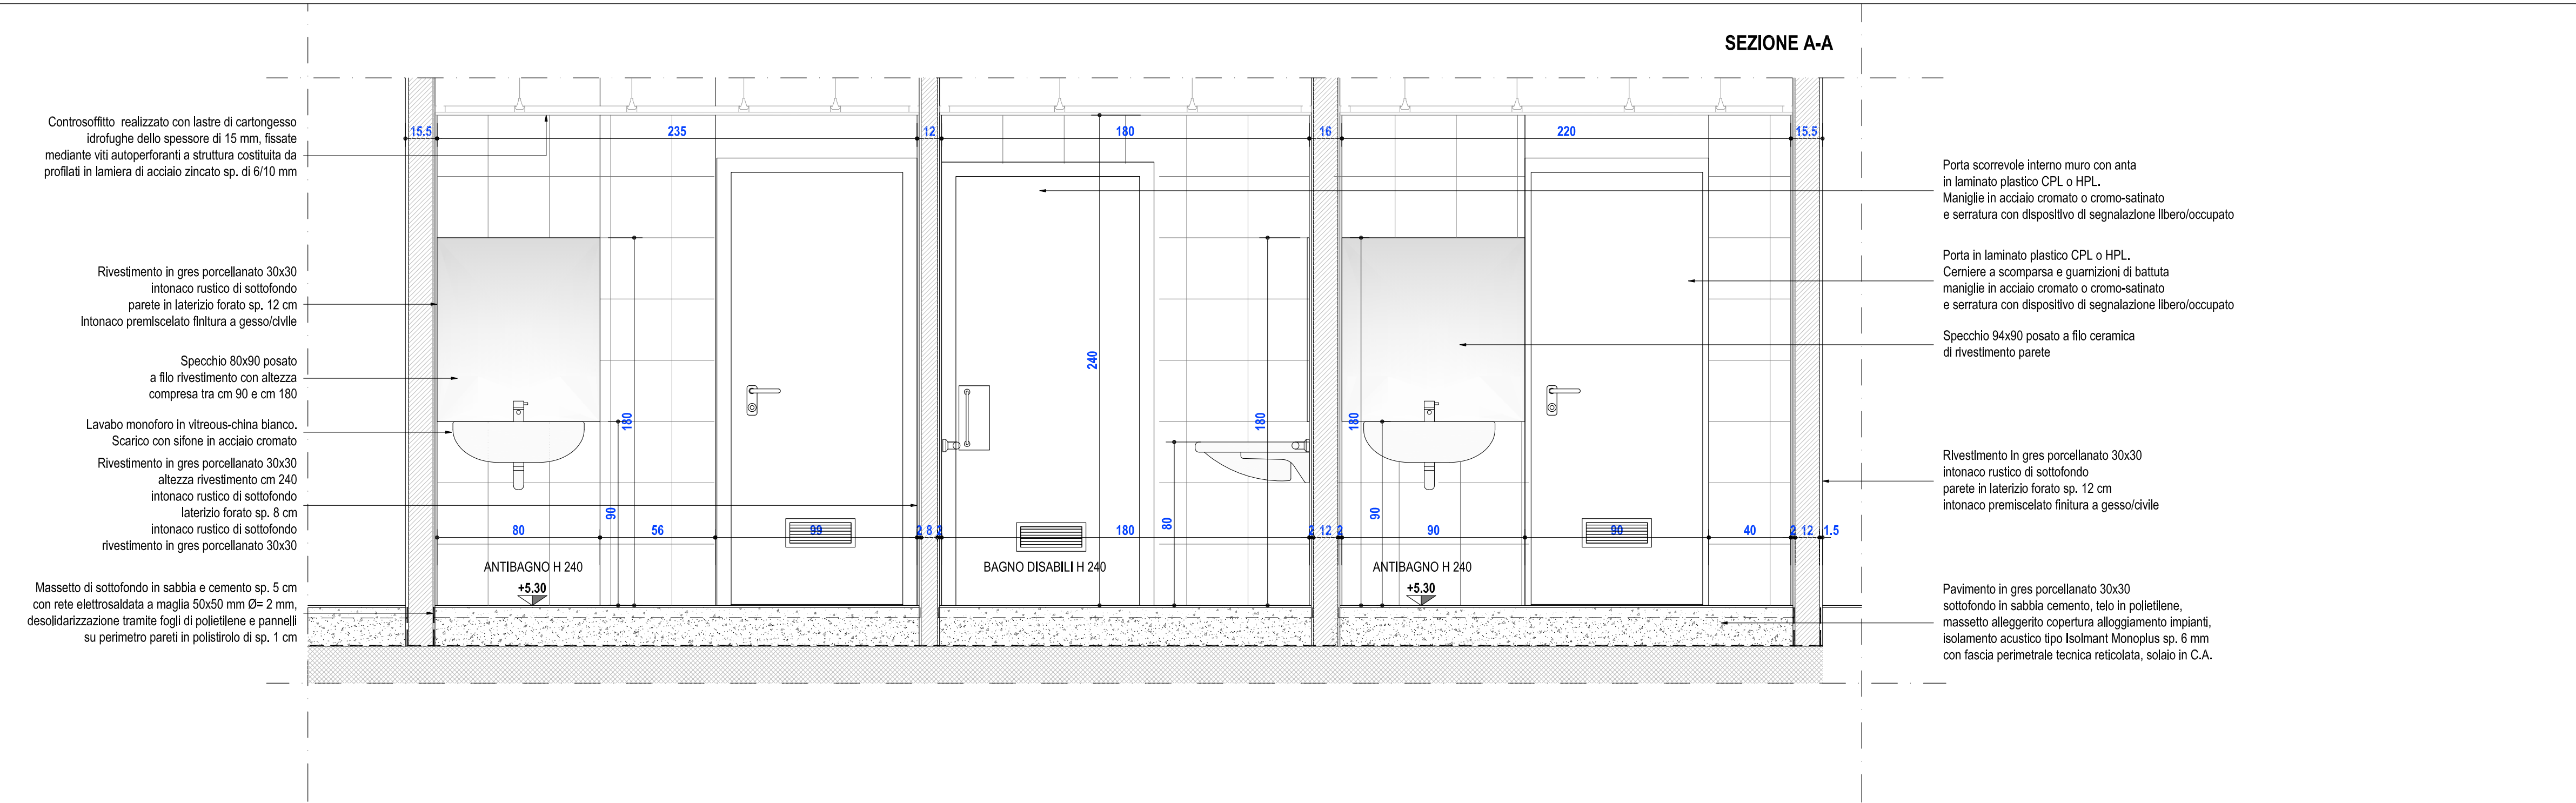 SEZIONE A-A
Controsoffitto realizzato con lastre di cartongesso
idrofughe dello spessore di 15 mm, fissate
mediante viti autoperforanti a struttura costituita da
profilati in lamiera di acciaio zincato sp. di 6/10 mm
Rivestimento in gres porcellanato 30x30
intonaco rustico di sottofondo
parete in laterizio forato sp. 12 cm
intonaco premiscelato finitura a gesso/civile
Specchio 80x90 posato
a filo rivestimento con altezza
compresa tra cm 90 e cm 180
Lavabo monoforo in vitreous-china bianco.
Scarico con sifone in acciaio cromato
Rivestimento in gres porcellanato 30x30
altezza rivestimento cm 240
intonaco rustico di sottofondo
laterizio forato sp. 8 cm
intonaco rustico di sottofondo
rivestimento in gres porcellanato 30x30
Massetto di sottofondo in sabbia e cemento sp. 5 cm
con rete elettrosaldata a maglia 50x50 mm Ø= 2 mm,
desolidarizzazione tramite fogli di polietilene e pannelli
su perimetro pareti in polistirolo di sp. 1 cm
15.5 235 12 180 16 220 15.5
240
180 180 180
90 80 90
80 56 99 2 8 2 180 2 12 2 90 90 40 2 12 1.5
ANTIBAGNO H 240
+5.30
BAGNO DISABILI H 240
ANTIBAGNO H 240
+5.30
Porta scorrevole interno muro con anta
in laminato plastico CPL o HPL.
Maniglie in acciaio cromato o cromo-satinato
e serratura con dispositivo di segnalazione libero/occupato
Porta in laminato plastico CPL o HPL.
Cerniere a scomparsa e guarnizioni di battuta
maniglie in acciaio cromato o cromo-satinato
e serratura con dispositivo di segnalazione libero/occupato
Specchio 94x90 posato a filo ceramica
di rivestimento parete
Rivestimento in gres porcellanato 30x30
intonaco rustico di sottofondo
parete in laterizio forato sp. 12 cm
intonaco premiscelato finitura a gesso/civile
Pavimento in gres porcellanato 30x30
sottofondo in sabbia cemento, telo in polietilene,
massetto alleggerito copertura alloggiamento impianti,
isolamento acustico tipo Isolmant Monoplus sp. 6 mm
con fascia perimetrale tecnica reticolata, solaio in C.A.